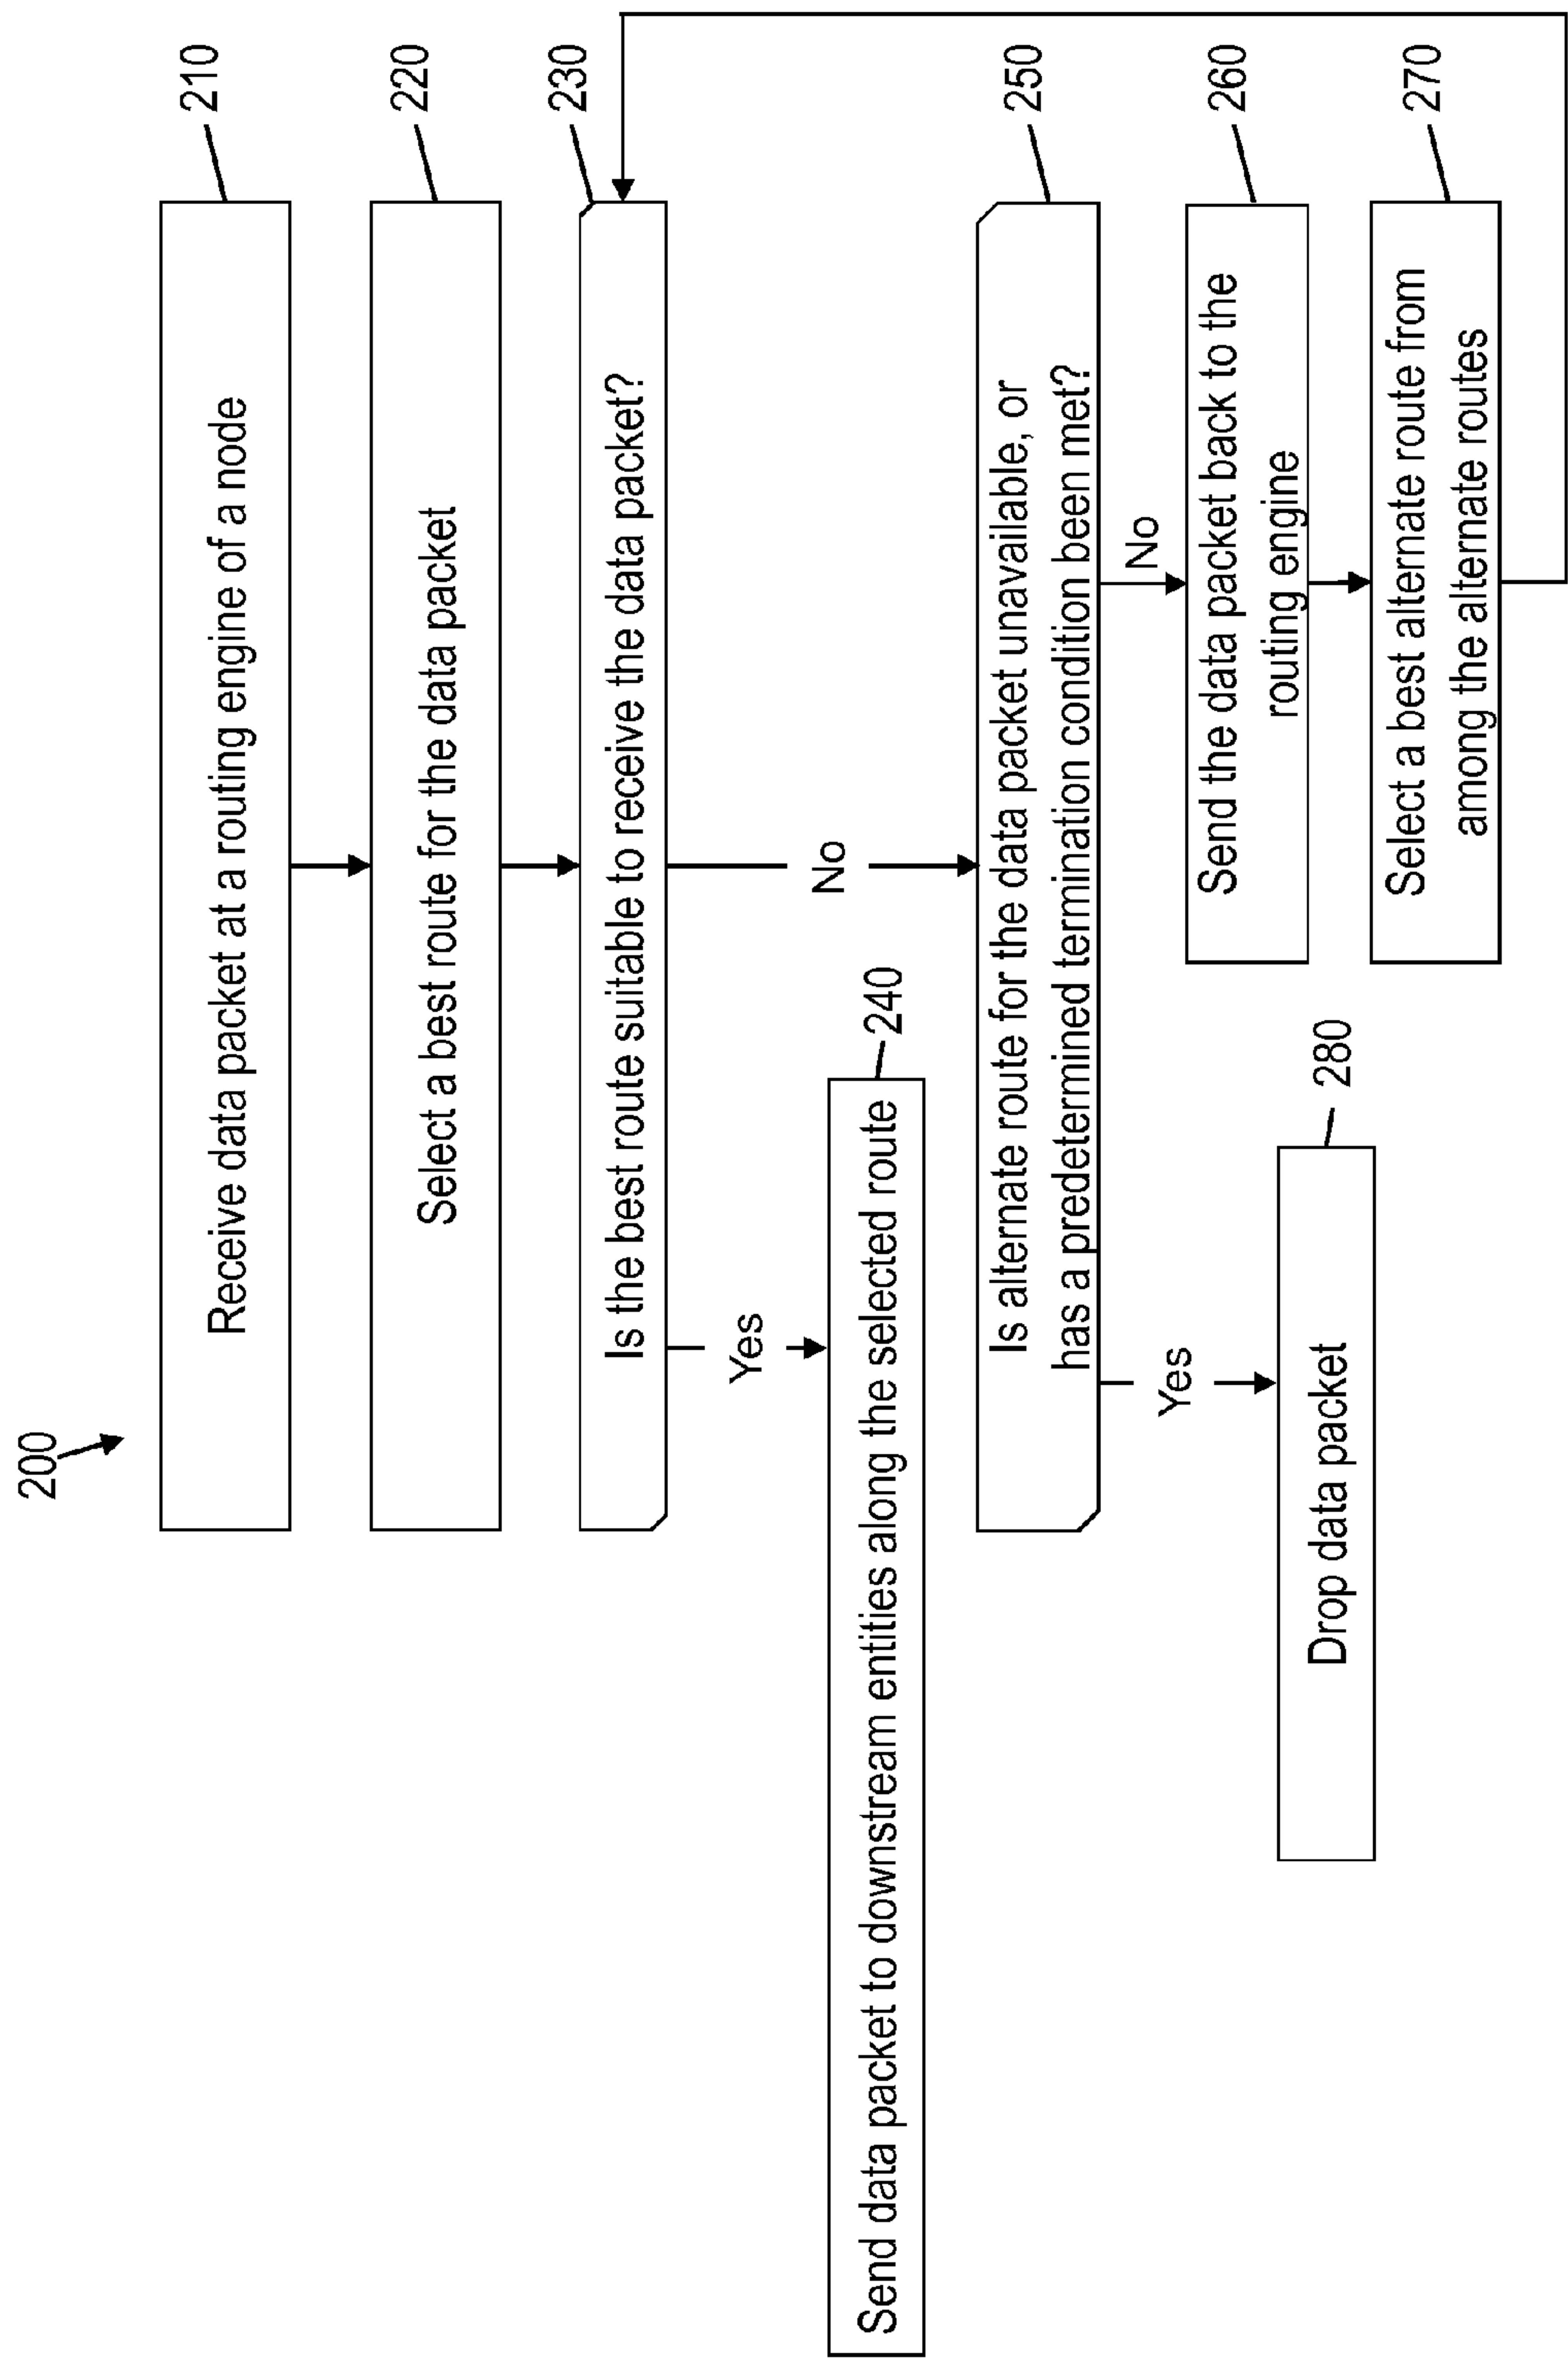 200
Receive data packet at a routing engine of a node
210
Select a best route for the data packet
220
Is the best route suitable to receive the data packet?
230
Yes
No
Send data packet to downstream entities along the selected route
240
Is alternate route for the data packet unavailable, or
has a predetermined termination condition been met?
250
Yes
No
Send the data packet back to the
routing engine
260
Drop data packet
280
Select a best alternate route from
among the alternate routes
270